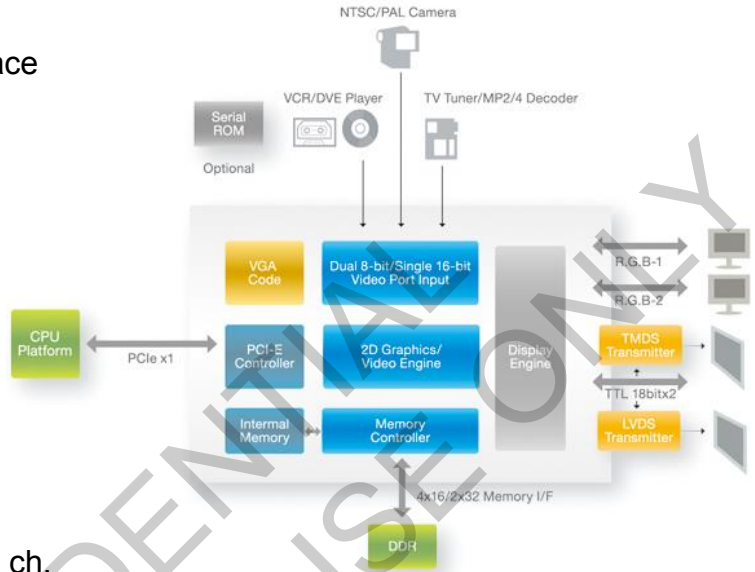 NTSC/PAL Camera
VCR/DVE Player
TV Tuner/MP2/4 Decoder
Serial
ROM
Optional
VGA
Code
Dual 8-bit/Single 16-bit
Video Port Input
R.G.B-1
R.G.B-2
CPU
Platform
PCIe x1
PCI-E
Controller
2D Graphics/
Video Engine
Display
Engine
TMDS
Transmitter
TTL 18bitx2
Internal
Memory
Memory
Controller
LVDS
Transmitter
4x16/2x32 Memory I/F
DDR
ch.